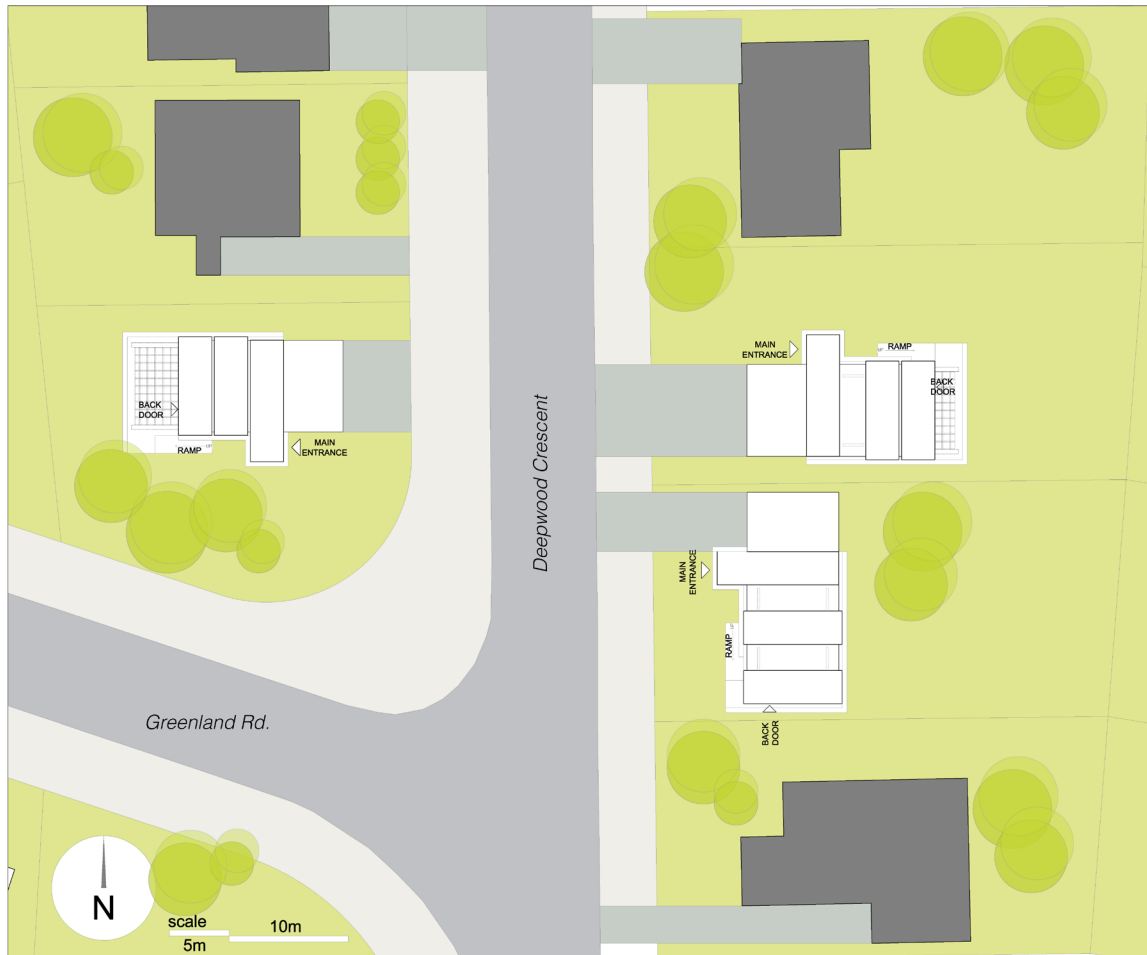 MAIN
ENTRANCE
RAMP
UP
BACK
DOOR
BACK
DOOR
UP
RAMP
MAIN
ENTRANCE
Deepwood Crescent
MAIN
ENTRANCE
UP
RAMP
BACK
DOOR
Greenland Rd.
N
scale
5m
10m